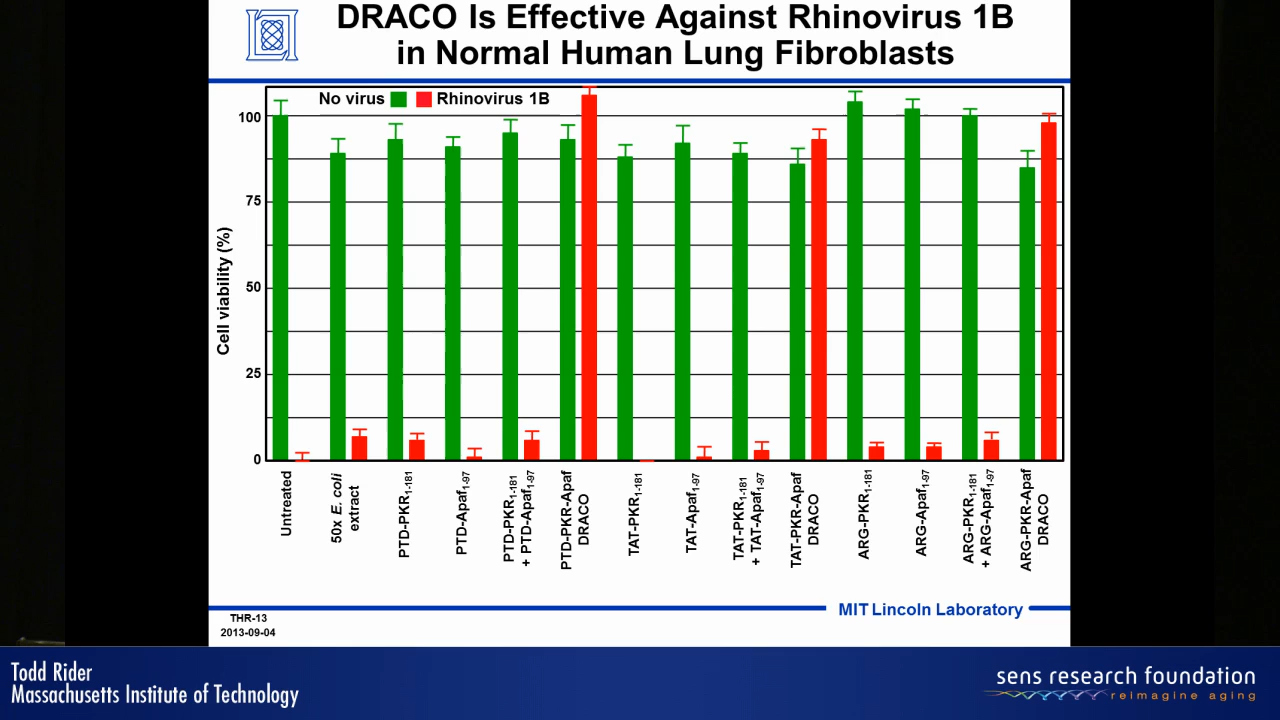 DRACO Is Effective Against Rhinovirus 1B
in Normal Human Lung Fibroblasts
No virus
Rhinovirus 1B
Cell viability (%)
100
75
50
25
0
Untreated
50x E. coli
extract
PTD-PKR1-181
PTD-Apaf1-97
PTD-PKR1-181
+ PTD-Apaf1-97
PTD-PKR-Apaf
DRACO
TAT-PKR1-181
TAT-Apaf1-97
TAT-PKR1-181
+ TAT-Apaf1-97
TAT-PKR-Apaf
DRACO
ARG-PKR1-181
ARG-Apaf1-97
ARG-PKR1-181
+ ARG-Apaf1-97
ARG-PKR-Apaf
DRACO
MIT Lincoln Laboratory
THR-13
2013-09-04
Todd Rider
Massachusetts Institute of Technology
sens research foundation
reimagine aging